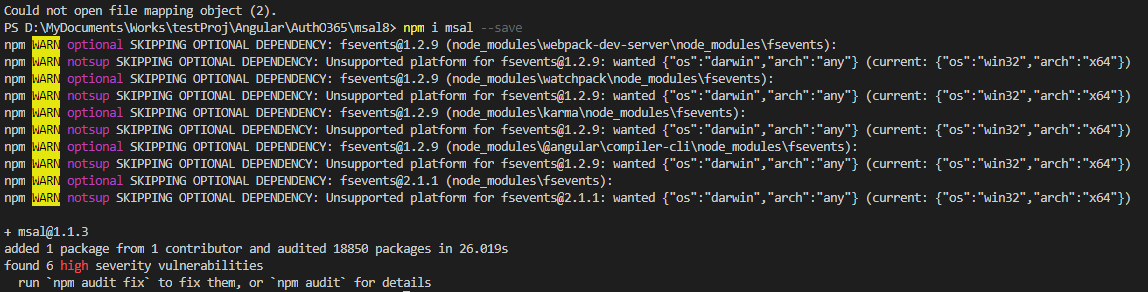 Could not open file mapping object (2).
PS D:\MyDocuments\Works\testProj\Angular\AuthO365\msal8> npm i msal --save
npm WARN optional SKIPPING OPTIONAL DEPENDENCY: fsevents@1.2.9 (node_modules\webpack-dev-server\node_modules\fsevents):
npm WARN notsup SKIPPING OPTIONAL DEPENDENCY: Unsupported platform for fsevents@1.2.9: wanted {"os":"darwin","arch":"any"} (current: {"os":"win32","arch":"x64"})
npm WARN optional SKIPPING OPTIONAL DEPENDENCY: fsevents@1.2.9 (node_modules\watchpack\node_modules\fsevents):
npm WARN notsup SKIPPING OPTIONAL DEPENDENCY: Unsupported platform for fsevents@1.2.9: wanted {"os":"darwin","arch":"any"} (current: {"os":"win32","arch":"x64"})
npm WARN optional SKIPPING OPTIONAL DEPENDENCY: fsevents@1.2.9 (node_modules\karma\node_modules\fsevents):
npm WARN notsup SKIPPING OPTIONAL DEPENDENCY: Unsupported platform for fsevents@1.2.9: wanted {"os":"darwin","arch":"any"} (current: {"os":"win32","arch":"x64"})
npm WARN optional SKIPPING OPTIONAL DEPENDENCY: fsevents@1.2.9 (node_modules\@angular\compiler-cli\node_modules\fsevents):
npm WARN notsup SKIPPING OPTIONAL DEPENDENCY: Unsupported platform for fsevents@1.2.9: wanted {"os":"darwin","arch":"any"} (current: {"os":"win32","arch":"x64"})
npm WARN optional SKIPPING OPTIONAL DEPENDENCY: fsevents@2.1.1 (node_modules\fsevents):
npm WARN notsup SKIPPING OPTIONAL DEPENDENCY: Unsupported platform for fsevents@2.1.1: wanted {"os":"darwin","arch":"any"} (current: {"os":"win32","arch":"x64"})
+ msal@1.1.3
added 1 package from 1 contributor and audited 18850 packages in 26.019s
found 6 high severity vulnerabilities
run `npm audit fix` to fix them, or `npm audit` for details